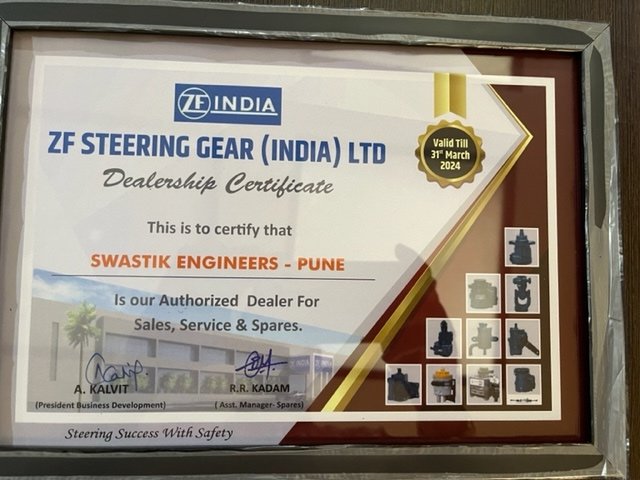 ZF INDIA
ZF STEERING GEAR (INDIA) LTD
Dealership Certificate
Valid Till
31st March
2024
This is to certify that
SWASTIK ENGINEERS - PUNE
Is our Authorized Dealer For
Sales, Service & Spares.
A. KALVIT
(President Business Development)
R.R. KADAM
( Asst. Manager- Spares)
Steering Success With Safety